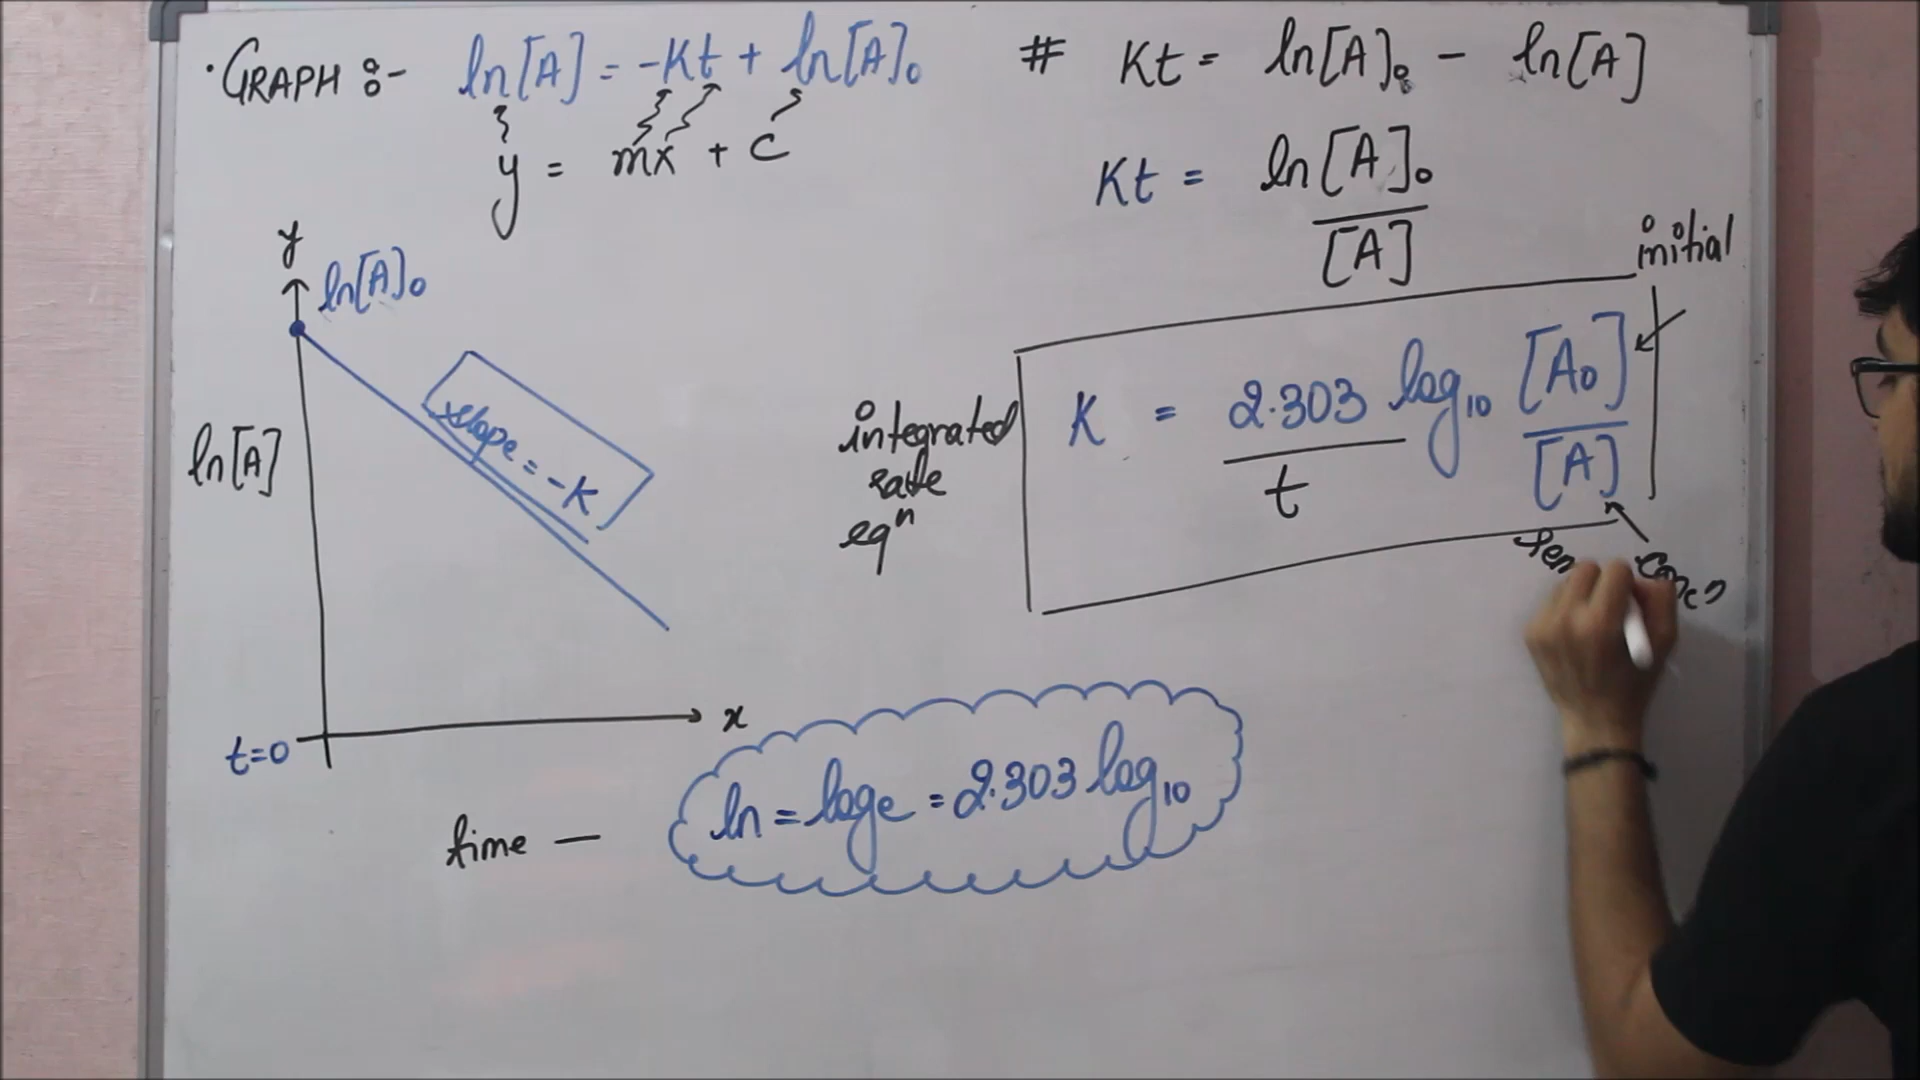 · GRAPH :- ln[A] = -Kt + ln[A]₀
y = mx + c
y
ln[A]₀
ln[A]
slope = -K
x
t=0
time —
ln = loge = 2.303 log₁₀
# Kt = ln[A]₀ - ln[A]
Kt = ln[A]₀
[A]
initial
integrated
rate
eqⁿ
K = 2.303 log₁₀ [A₀]
t [A]